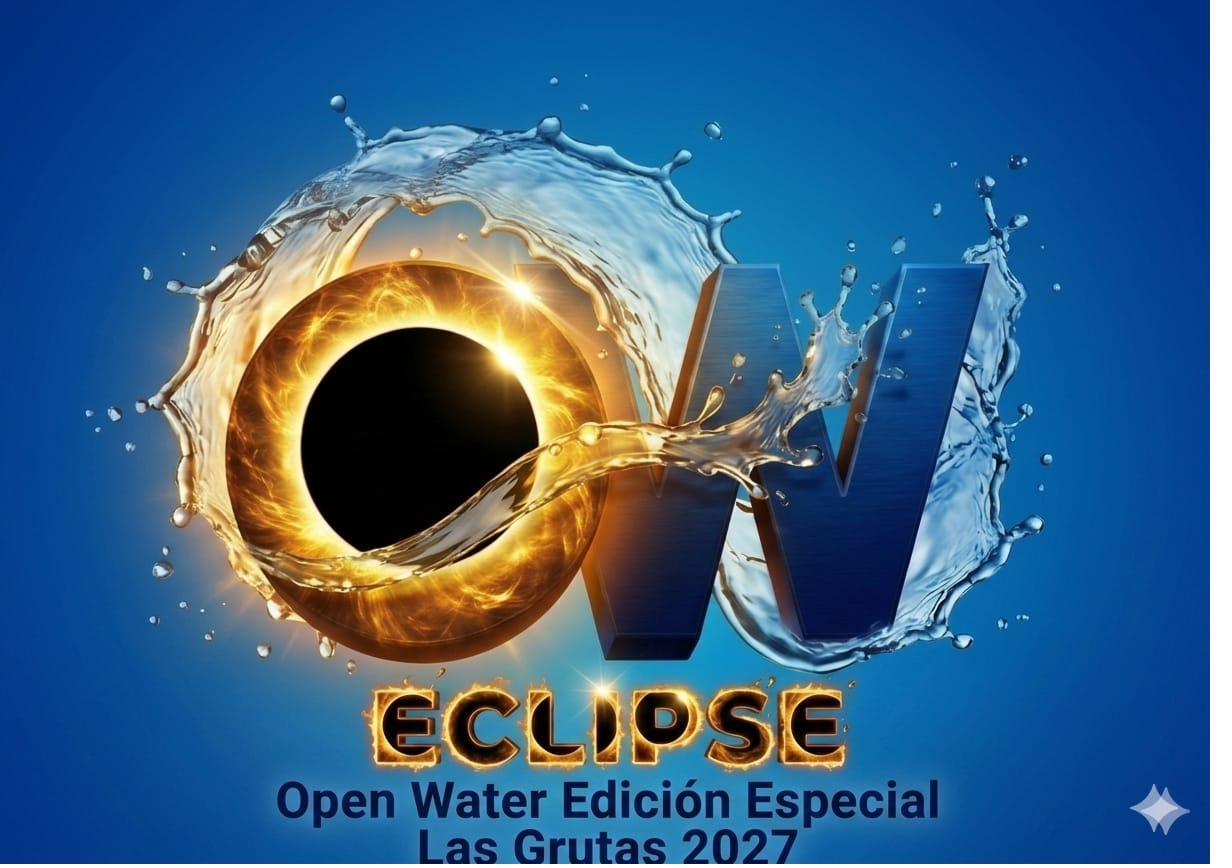 OW
ECLIPSE
Open Water Edición Especial
Las Grutas 2027